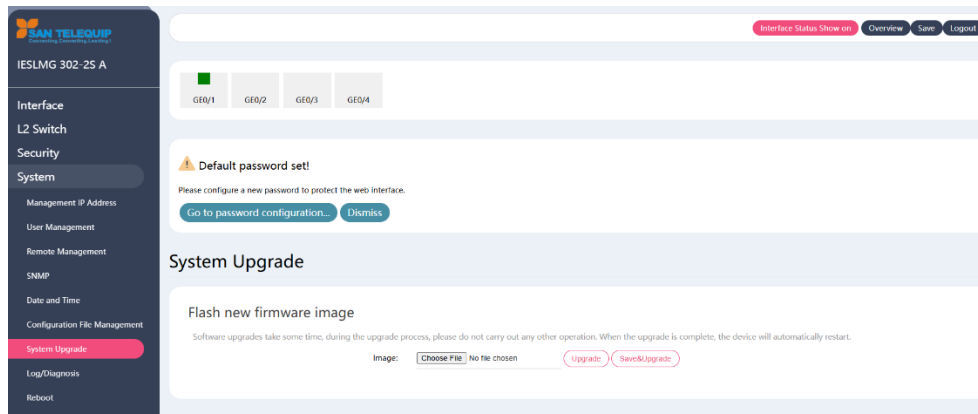 SAN TELEQUIP
Connecting, Converting, Leading!
IESLMG 302-2S A
Interface
L2 Switch
Security
System
Management IP Address
User Management
Remote Management
SNMP
Date and Time
Configuration File Management
System Upgrade
Log/Diagnosis
Reboot
Interface Status Show on Overview Save Logout
GE0/1 GE0/2 GE0/3 GE0/4
Default password set!
Please configure a new password to protect the web interface.
Go to password configuration... Dismiss
System Upgrade
Flash new firmware image
Software upgrades take some time, during the upgrade process, please do not carry out any other operation. When the upgrade is complete, the device will automatically restart.
Image: Choose File No file chosen Upgrade Save&Upgrade